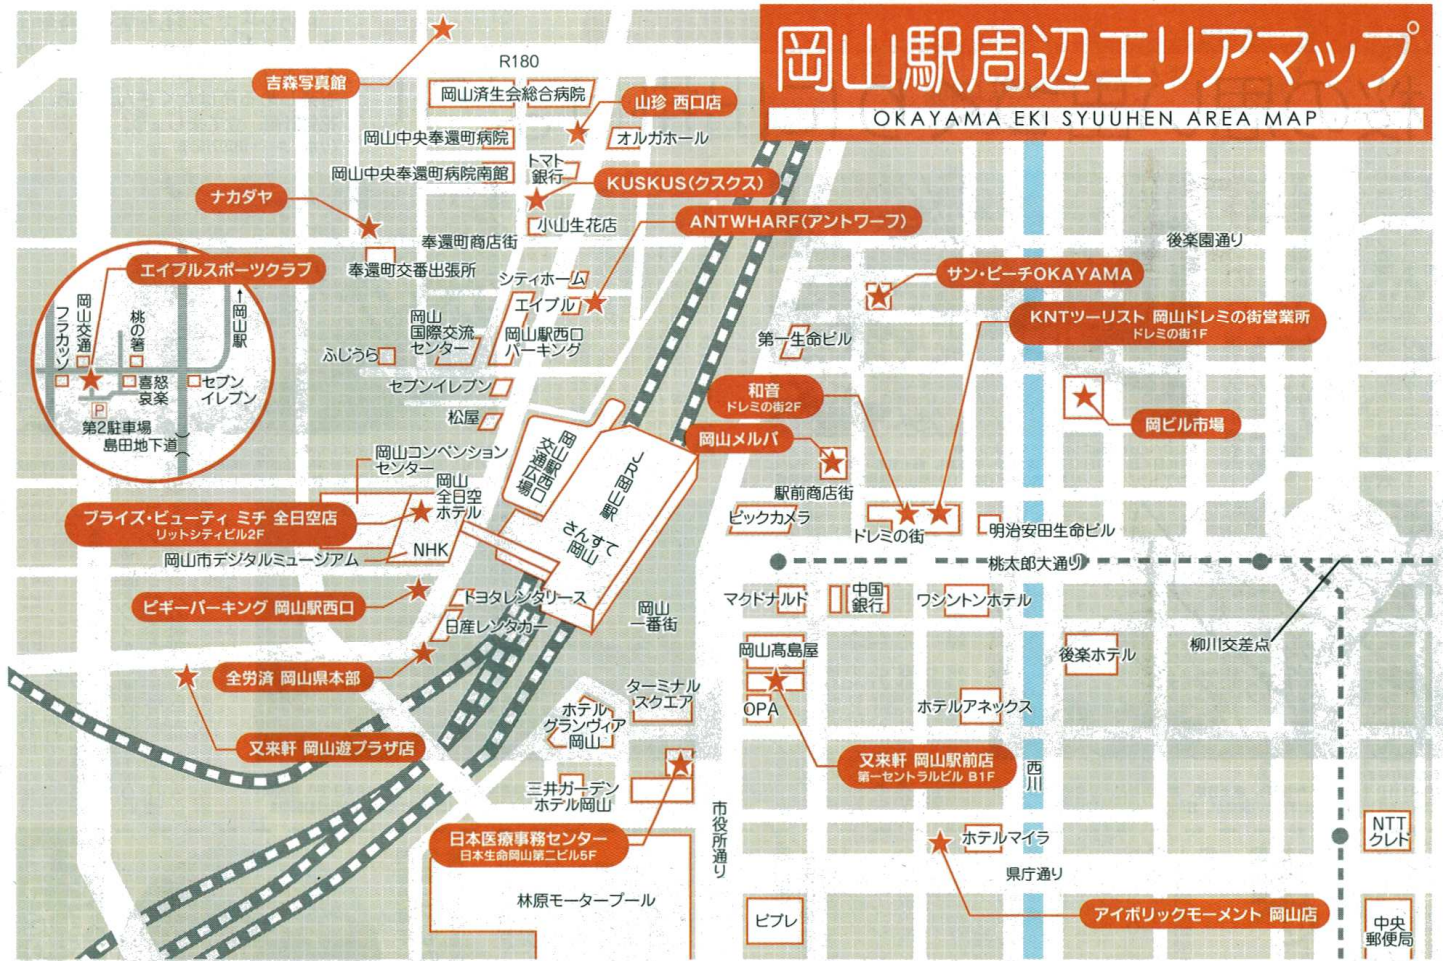 岡山駅周辺エリアマップ
OKAYAMA EKI SYUUHEN AREA MAP
R180
吉森写真館
岡山済生会総合病院
山珍 西口店
岡山中央奉還町病院
オルガホール
岡山中央奉還町病院南館
トマト
銀行
KUSKUS(クスクス)
ナカダヤ
小山生花店
ANTWHARF(アントワーフ)
奉還町商店街
奉還町交番出張所
後楽園通り
エイブルスポーツクラブ
シティホーム
エイブル
サン・ピーチOKAYAMA
岡山交通
フラカッソ
桃の箸
↑岡山駅
喜怒
哀楽
セブン
イレブン
P
第2駐車場
島田地下道
岡山
国際交流
センター
岡山駅西口
パーキング
ふじうら
セブンイレブン
松屋
第一生命ビル
KNTツーリスト 岡山ドレミの街営業所
ドレミの街1F
和音
ドレミの街2F
岡山メルパ
岡ビル市場
駅前商店街
岡山コンベンション
センター
岡山
全日空
ホテル
岡山駅西口
交通広場
JR岡山駅
さんすて
岡山
ブライズ・ビューティ ミチ 全日空店
リットシティビル2F
NHK
岡山市デジタルミュージアム
ビックカメラ
ドレミの街
明治安田生命ビル
桃太郎大通り
ピギーパーキング 岡山駅西口
トヨタレンタリース
日産レンタカー
岡山
一番街
マクドナルド
中国
銀行
ワシントンホテル
柳川交差点
全労済 岡山県本部
岡山髙島屋
後楽ホテル
ターミナル
スクエア
OPA
ホテルアネックス
ホテル
グランヴィア
岡山
又来軒 岡山遊プラザ店
又来軒 岡山駅前店
第一セントラルビル B1F
西川
三井ガーデン
ホテル岡山
市役所通り
日本医療事務センター
日本生命岡山第二ビル5F
ホテルマイラ
NTT
クレド
県庁通り
林原モータープール
ビブレ
アイボリックモーメント 岡山店
中央
郵便局